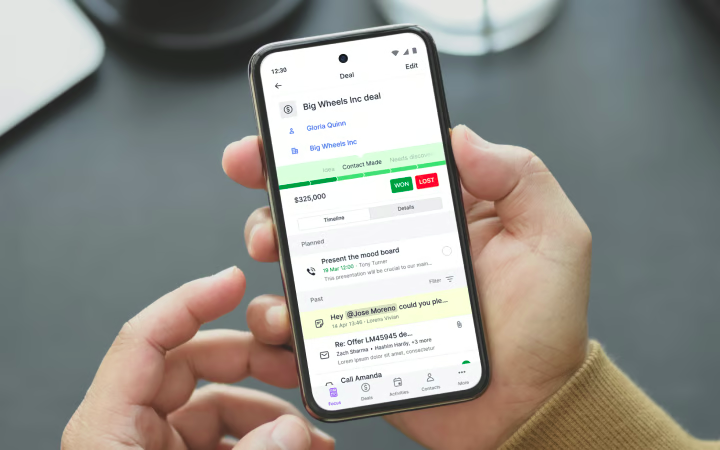 12:30
Deal
Edit
Big Wheels Inc deal
Gloria Quinn
Big Wheels Inc
New Contact Made Needs
$325,000
WON LOST
Timeline Details
Planned
Present the mood board
19 Mar 12:00 · Tony Turner
This presentation will be crucial to our main...
Past
Filter
Hey @Jose Moreno could you ple...
14 Apr 13:45 · Lorena Vivian
Re: Offer LM45945 de...
Zach Sharma • Hashim Hardy, +3 more
Lorem ipsum dolor sit amet, consectetur
Call Amanda
Focus
Deals
Activities
Contacts
More